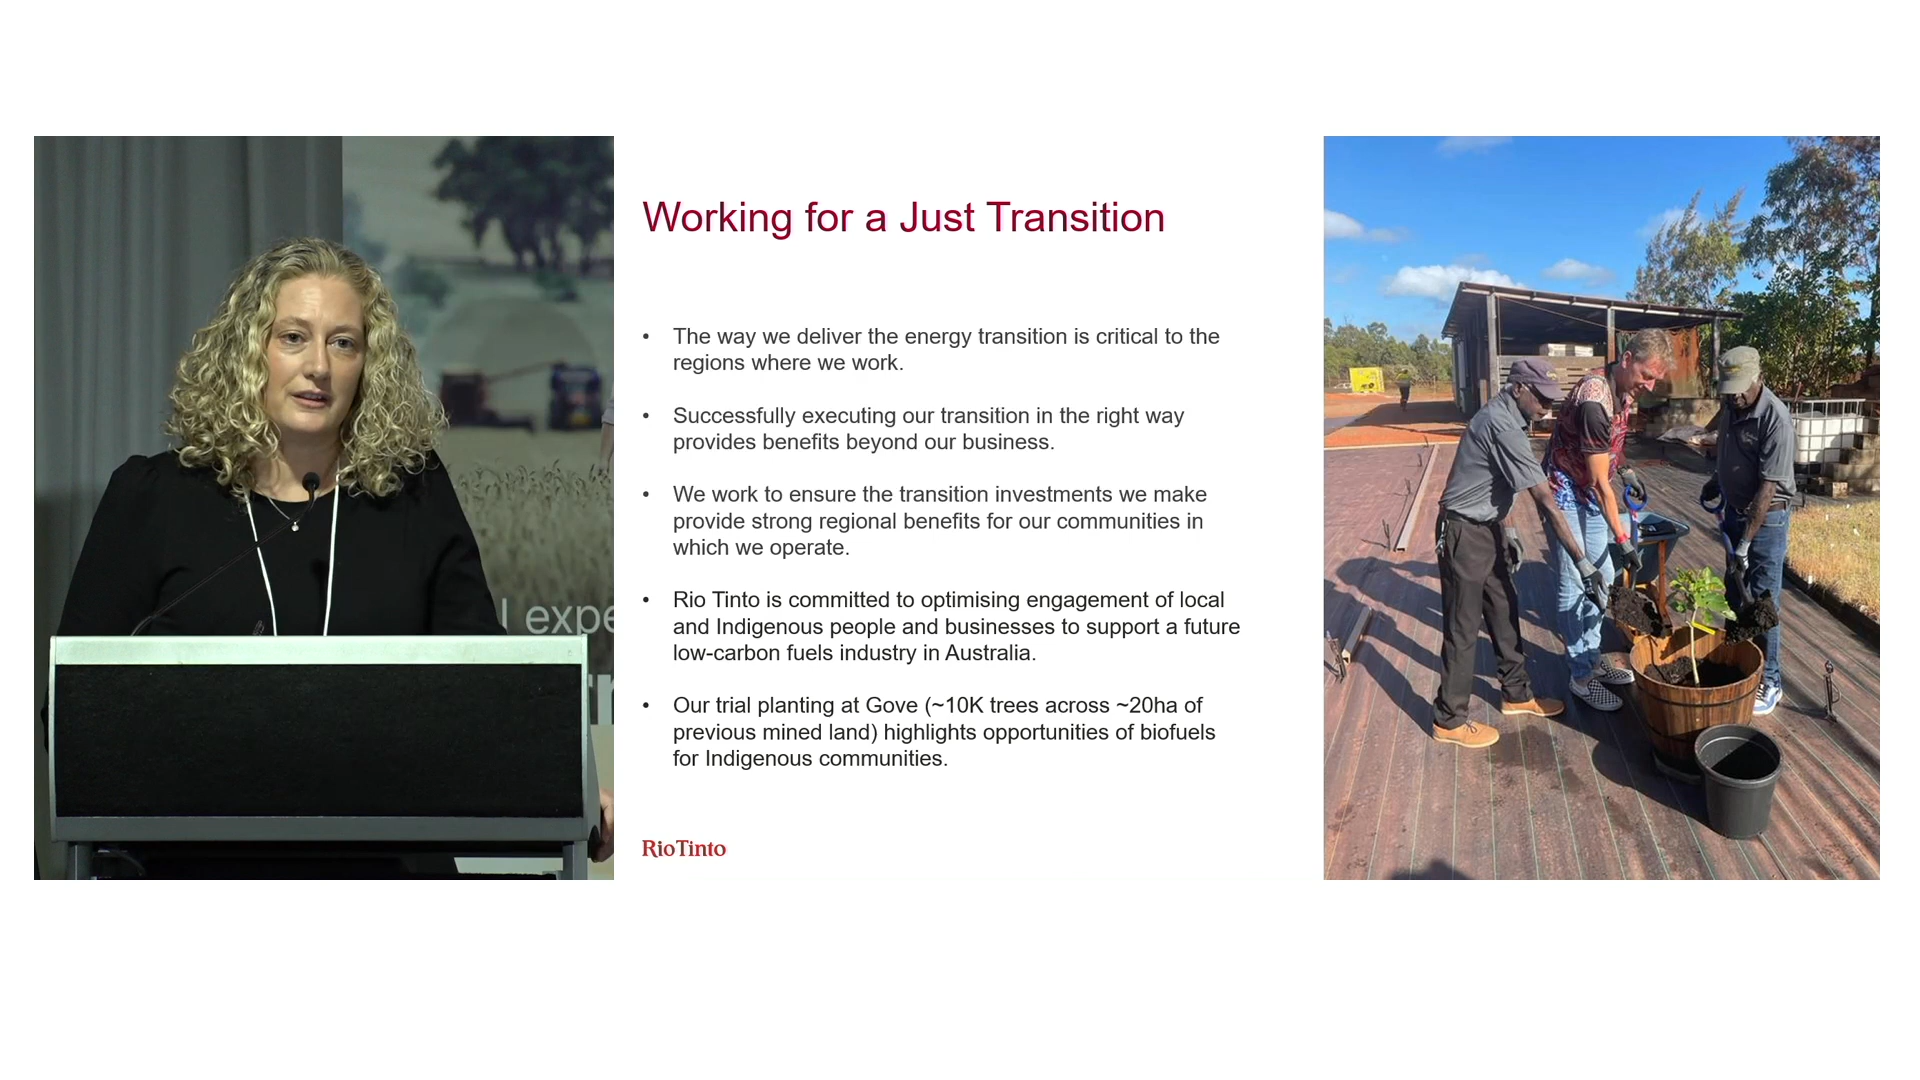 Working for a Just Transition
• The way we deliver the energy transition is critical to the
regions where we work.
• Successfully executing our transition in the right way
provides benefits beyond our business.
• We work to ensure the transition investments we make
provide strong regional benefits for our communities in
which we operate.
• Rio Tinto is committed to optimising engagement of local
and Indigenous people and businesses to support a future
low-carbon fuels industry in Australia.
• Our trial planting at Gove (~10K trees across ~20ha of
previous mined land) highlights opportunities of biofuels
for Indigenous communities.
RioTinto